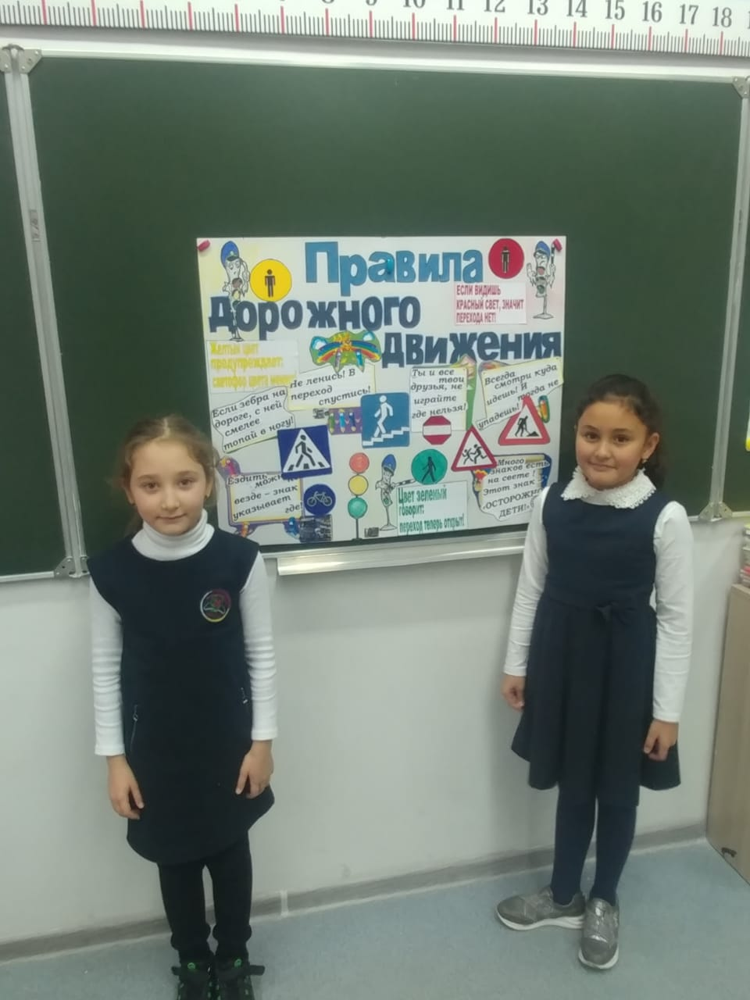 8 9 10 11 12 13 14 15 16 17 18
Правила
дорожного
движения
ЕСЛИ ВИДИШЬ
КРАСНЫЙ СВЕТ, ЗНАЧИТ
ПЕРЕХОДА НЕТ!
Желтый цвет
предупреждает:
светофор цвета
Не ленись! В
переход
спустись!
Ты и все
твои
друзья, не
играйте
где нельзя!
Всегда
смотри куда
идешь! И
тогда не
упадешь!
Если зебра на
дороге, с ней
смелее
топай в ногу!
Ездить
можно
везде – знак
указывает
где!
Цвет зеленый
говорит:
переход теперь открыт!
Много
знаков есть
на свете!
Этот знак
«ОСТОРОЖНО
ДЕТИ!»